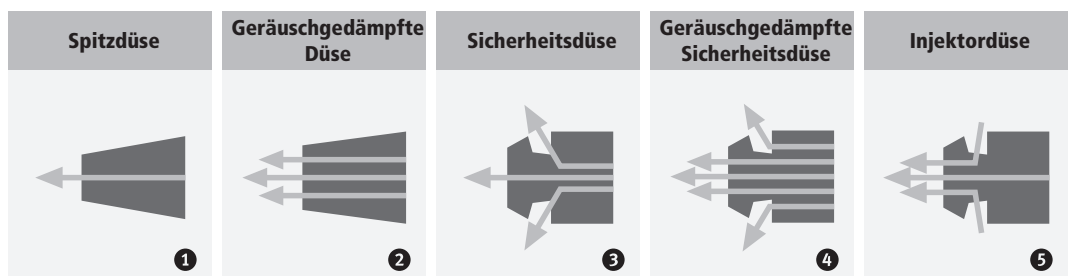 Spitzdüse
Geräuschgedämpfte
Düse
Sicherheitsdüse
Geräuschgedämpfte
Sicherheitsdüse
Injektordüse
1
2
3
4
5